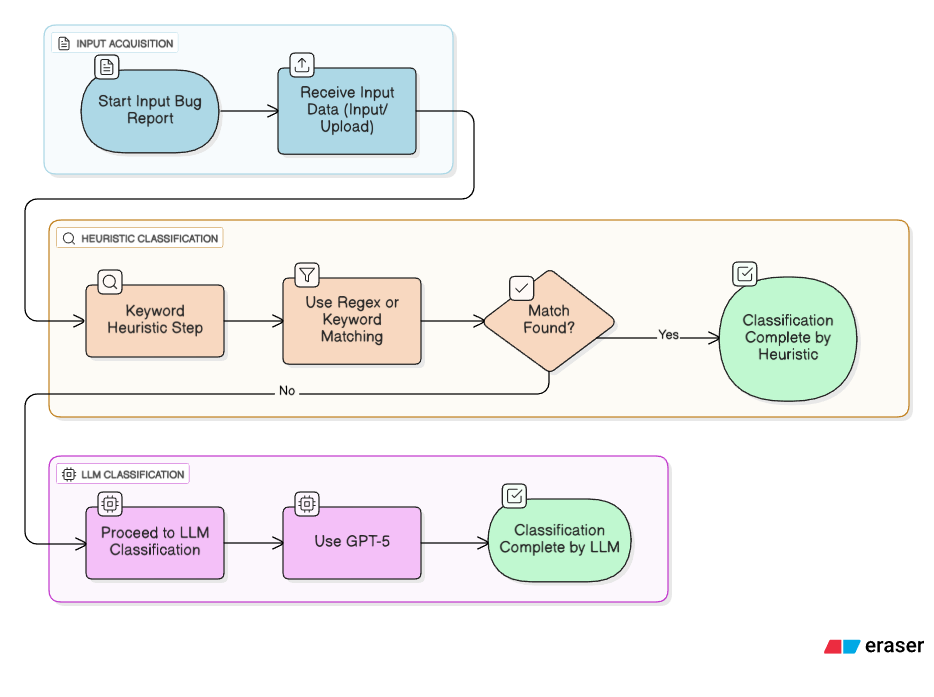 INPUT ACQUISITION
Start Input Bug
Report
Receive Input
Data (Input/
Upload)
HEURISTIC CLASSIFICATION
Keyword
Heuristic Step
Use Regex or
Keyword
Matching
Match
Found?
Yes
Classification
Complete by
Heuristic
No
LLM CLASSIFICATION
Proceed to LLM
Classification
Use GPT-5
Classification
Complete by LLM
eraser